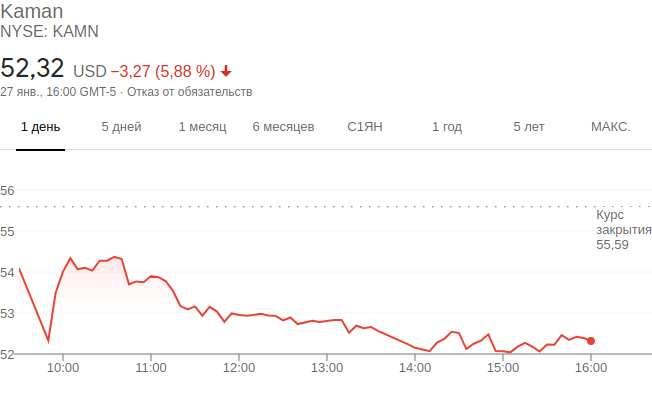 Kaman
NYSE: KAMN
52,32 USD −3,27 (5,88 %)
27 янв., 16:00 GMT-5 · Отказ от обязательств
1 день 5 дней 1 месяц 6 месяцев С1ЯН 1 год 5 лет МАКС.
56
Курс
закрытия
55,59
55
54
53
52
10:00 11:00 12:00 13:00 14:00 15:00 16:00